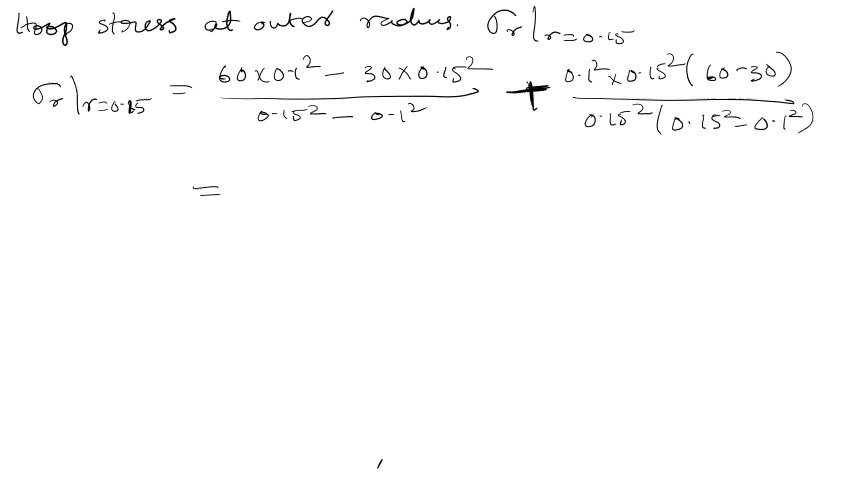 Hoop stress at outer radius. σr|r=0.15
σr|r=0.15 = (60×0.1² − 30×0.15²)/(0.15² − 0.1²) + (0.1²×0.15²(60−30))/(0.15²(0.15²−0.1²))
=